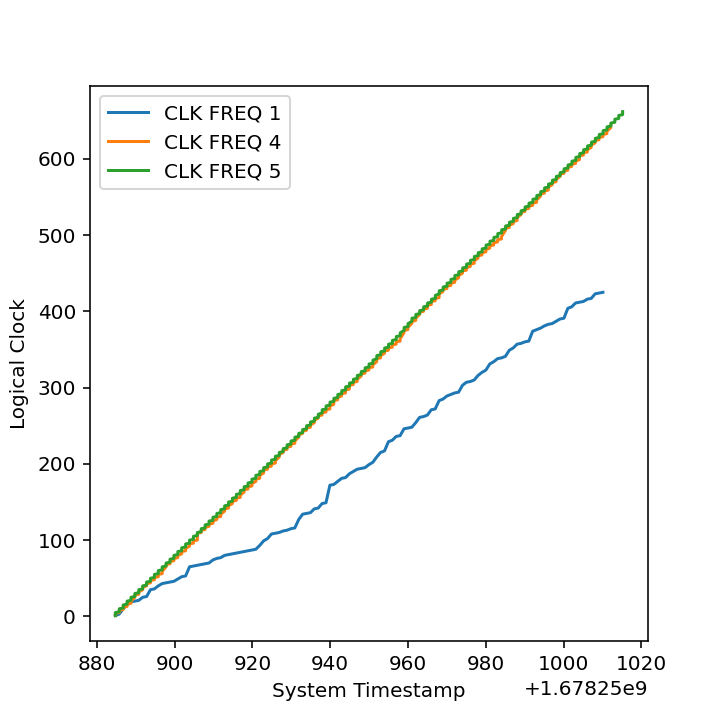 CLK FREQ 1
CLK FREQ 4
CLK FREQ 5
600
500
400
300
200
100
0
Logical Clock
880 900 920 940 960 980 1000 1020
System Timestamp
+1.67825e9